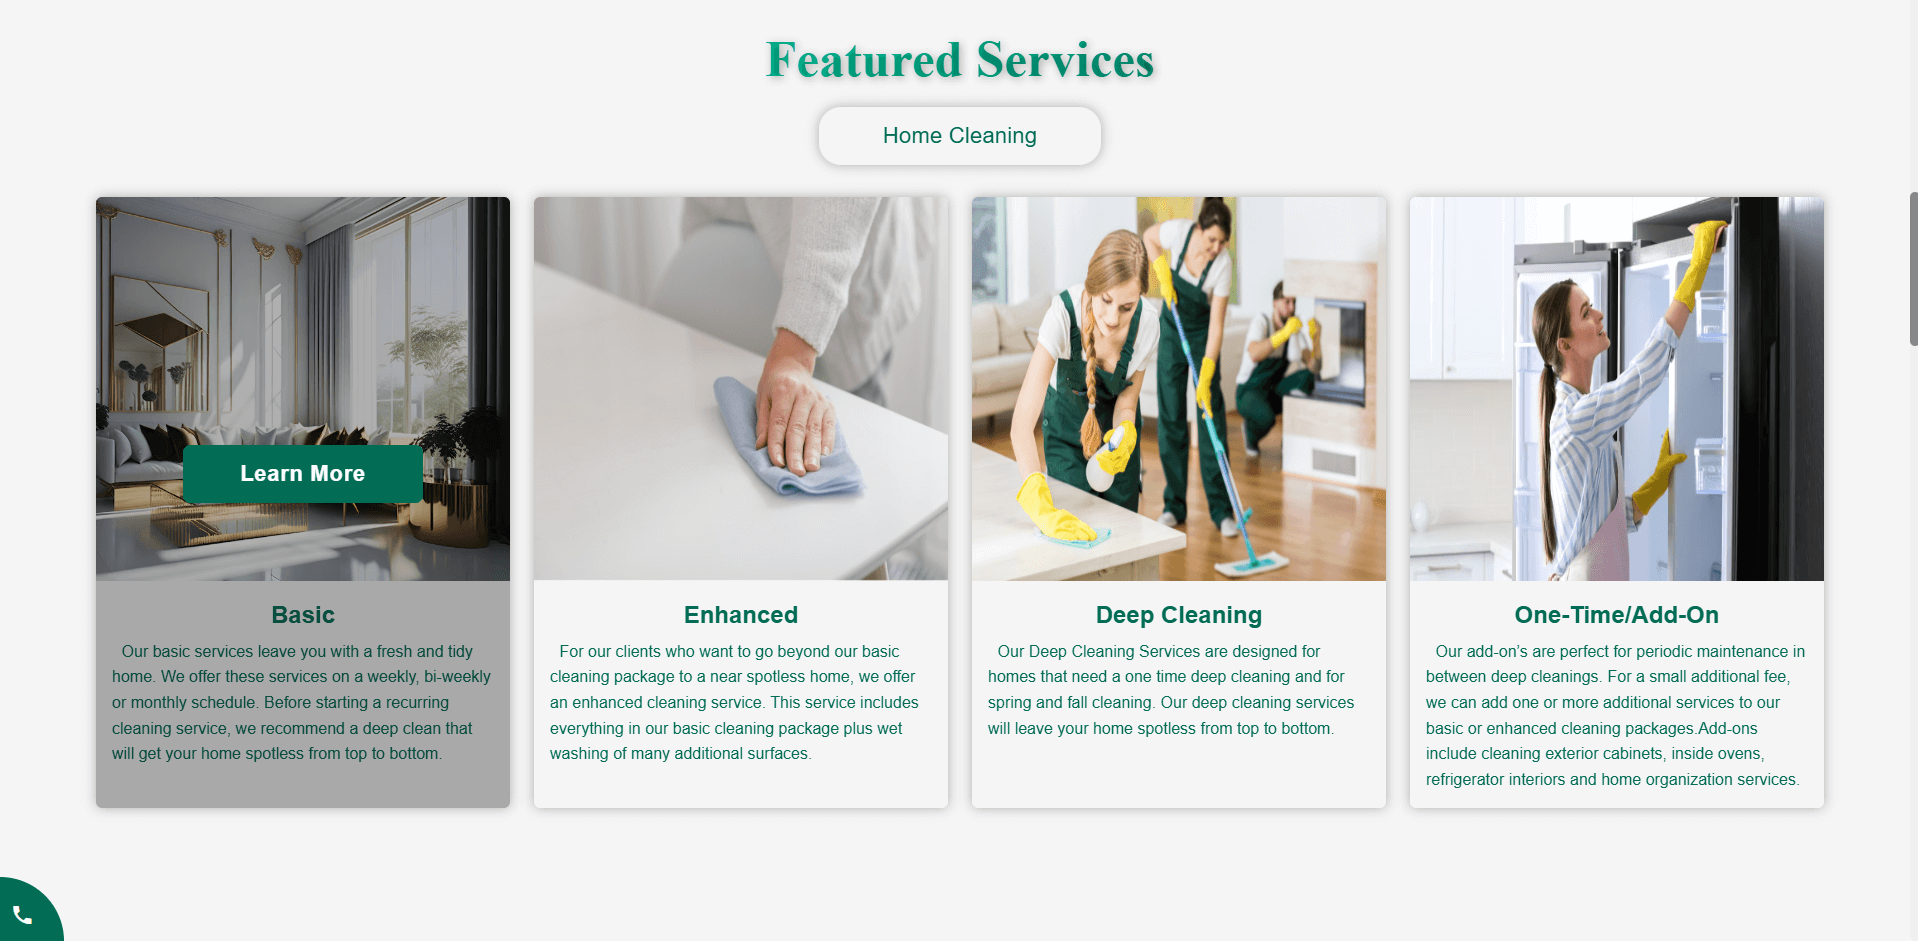 Featured Services
Home Cleaning
Learn More
Basic
Our basic services leave you with a fresh and tidy
home. We offer these services on a weekly, bi-weekly
or monthly schedule. Before starting a recurring
cleaning service, we recommend a deep clean that
will get your home spotless from top to bottom.
Enhanced
For our clients who want to go beyond our basic
cleaning package to a near spotless home, we offer
an enhanced cleaning service. This service includes
everything in our basic cleaning package plus wet
washing of many additional surfaces.
Deep Cleaning
Our Deep Cleaning Services are designed for
homes that need a one time deep cleaning and for
spring and fall cleaning. Our deep cleaning services
will leave your home spotless from top to bottom.
One-Time/Add-On
Our add-on’s are perfect for periodic maintenance in
between deep cleanings. For a small additional fee,
we can add one or more additional services to our
basic or enhanced cleaning packages.Add-ons
include cleaning exterior cabinets, inside ovens,
refrigerator interiors and home organization services.